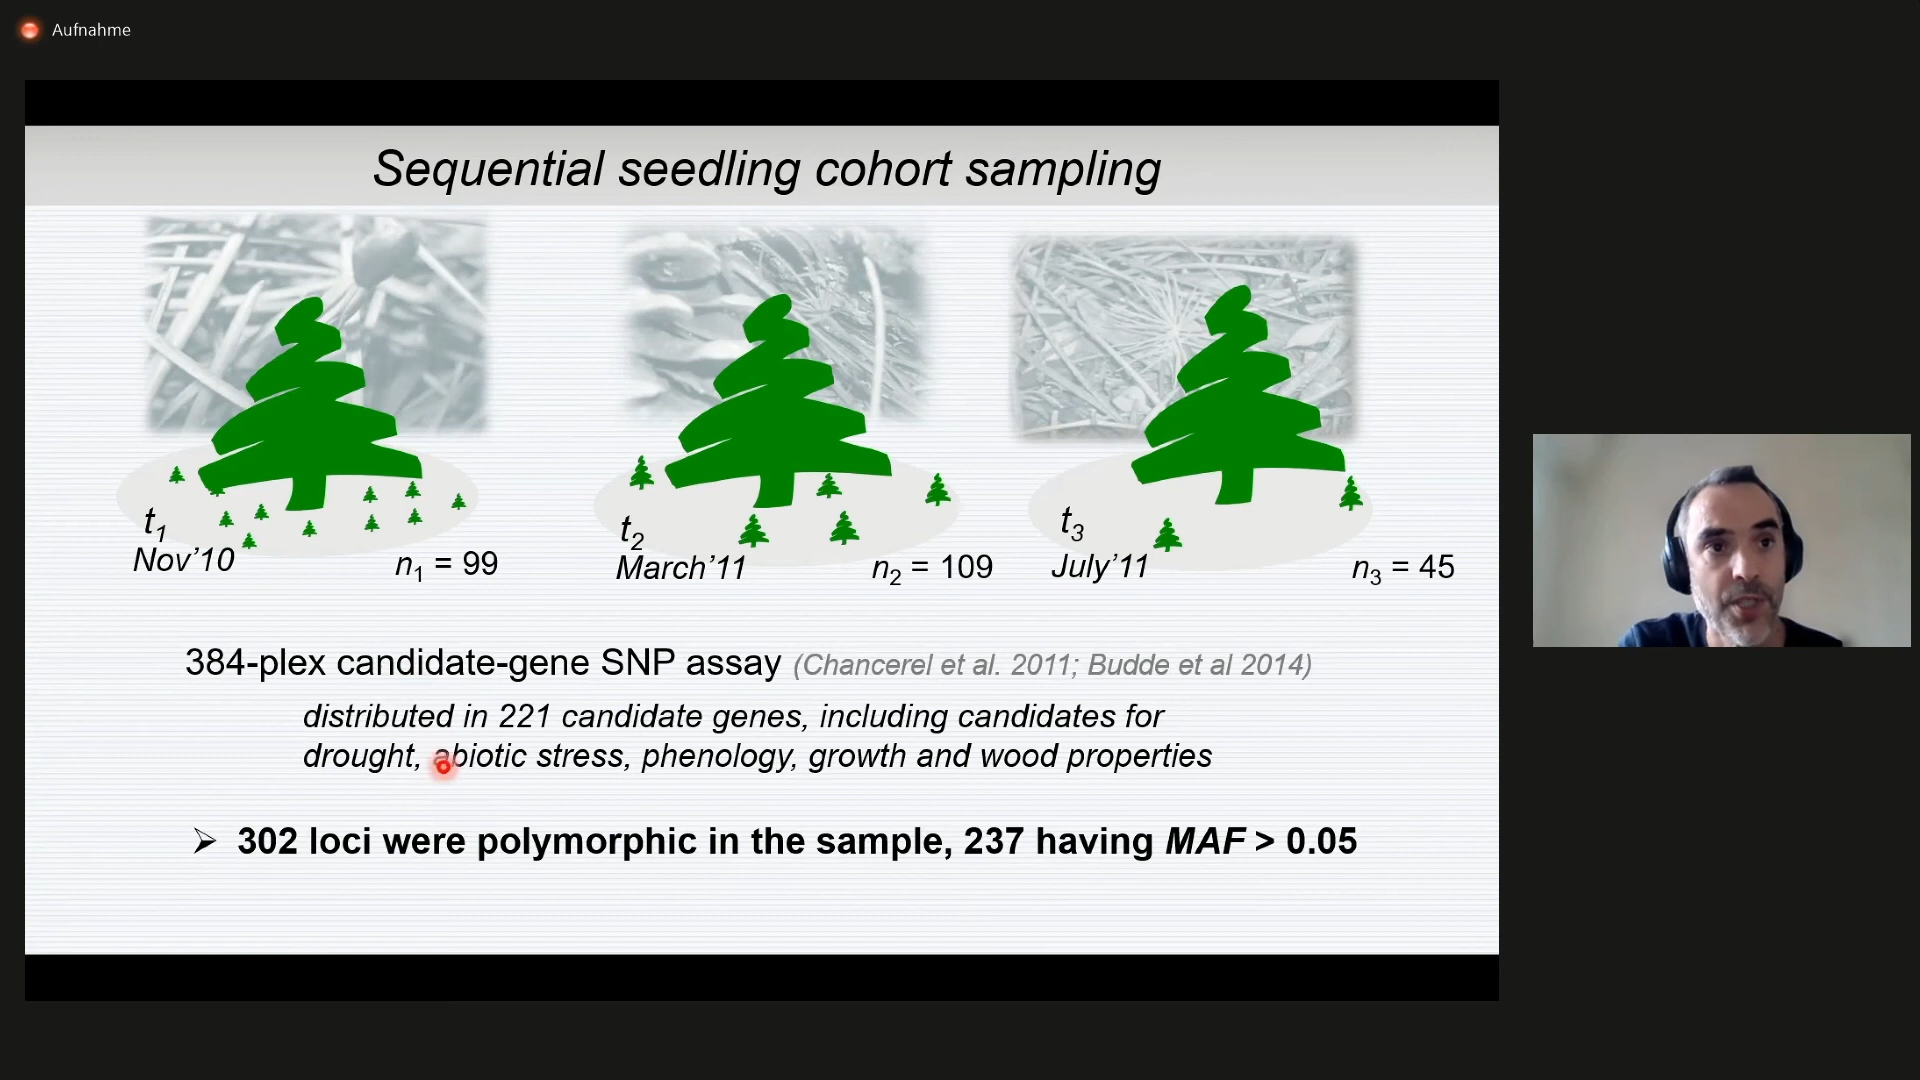 Aufnahme
Sequential seedling cohort sampling
t1
Nov’10
n1 = 99
t2
March’11
n2 = 109
t3
July’11
n3 = 45
384-plex candidate-gene SNP assay (Chancerel et al. 2011; Budde et al 2014)
distributed in 221 candidate genes, including candidates for
drought, abiotic stress, phenology, growth and wood properties
➢ 302 loci were polymorphic in the sample, 237 having MAF > 0.05